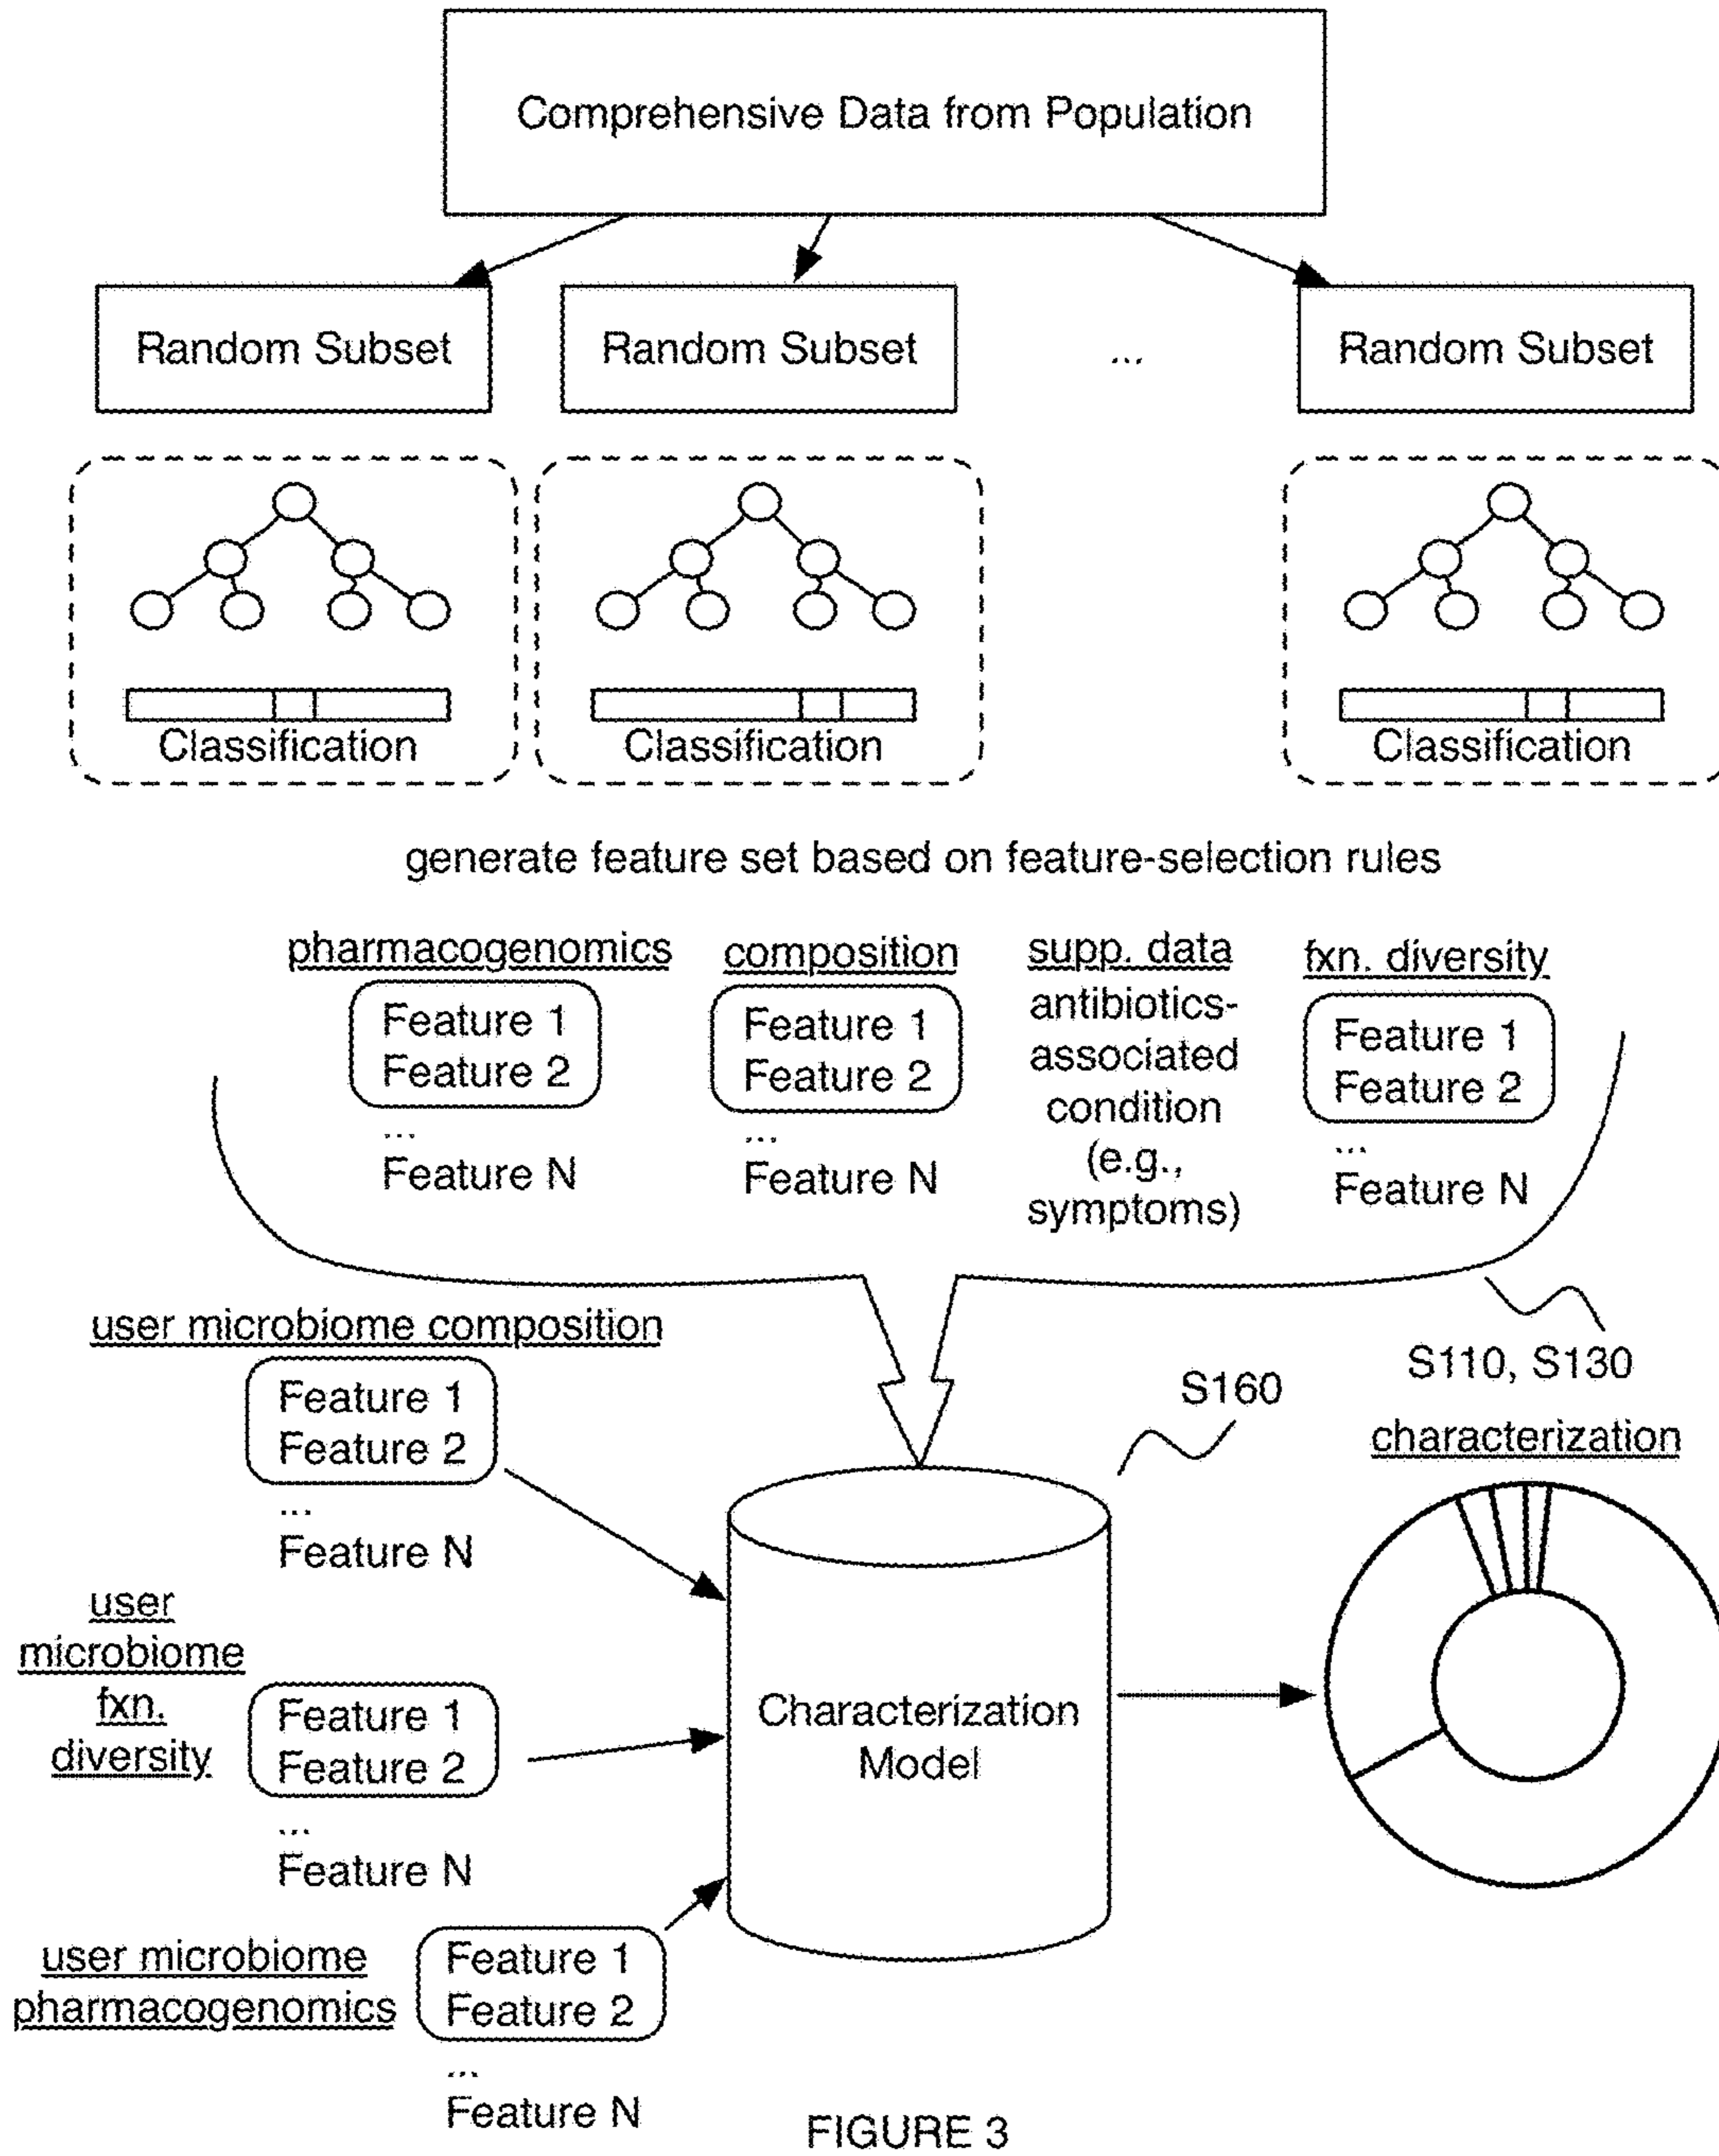 Comprehensive Data from Population
Random Subset
Random Subset
...
Random Subset
Classification
Classification
Classification
generate feature set based on feature-selection rules
pharmacogenomics
Feature 1
Feature 2
...
Feature N
composition
Feature 1
Feature 2
...
Feature N
supp. data
antibiotics-
associated
condition
(e.g.,
symptoms)
fxn. diversity
Feature 1
Feature 2
...
Feature N
S110, S130
user microbiome composition
Feature 1
Feature 2
...
Feature N
user
microbiome
fxn.
diversity
Feature 1
Feature 2
...
Feature N
user microbiome
pharmacogenomics
Feature 1
Feature 2
...
Feature N
S160
Characterization
Model
characterization
FIGURE 3